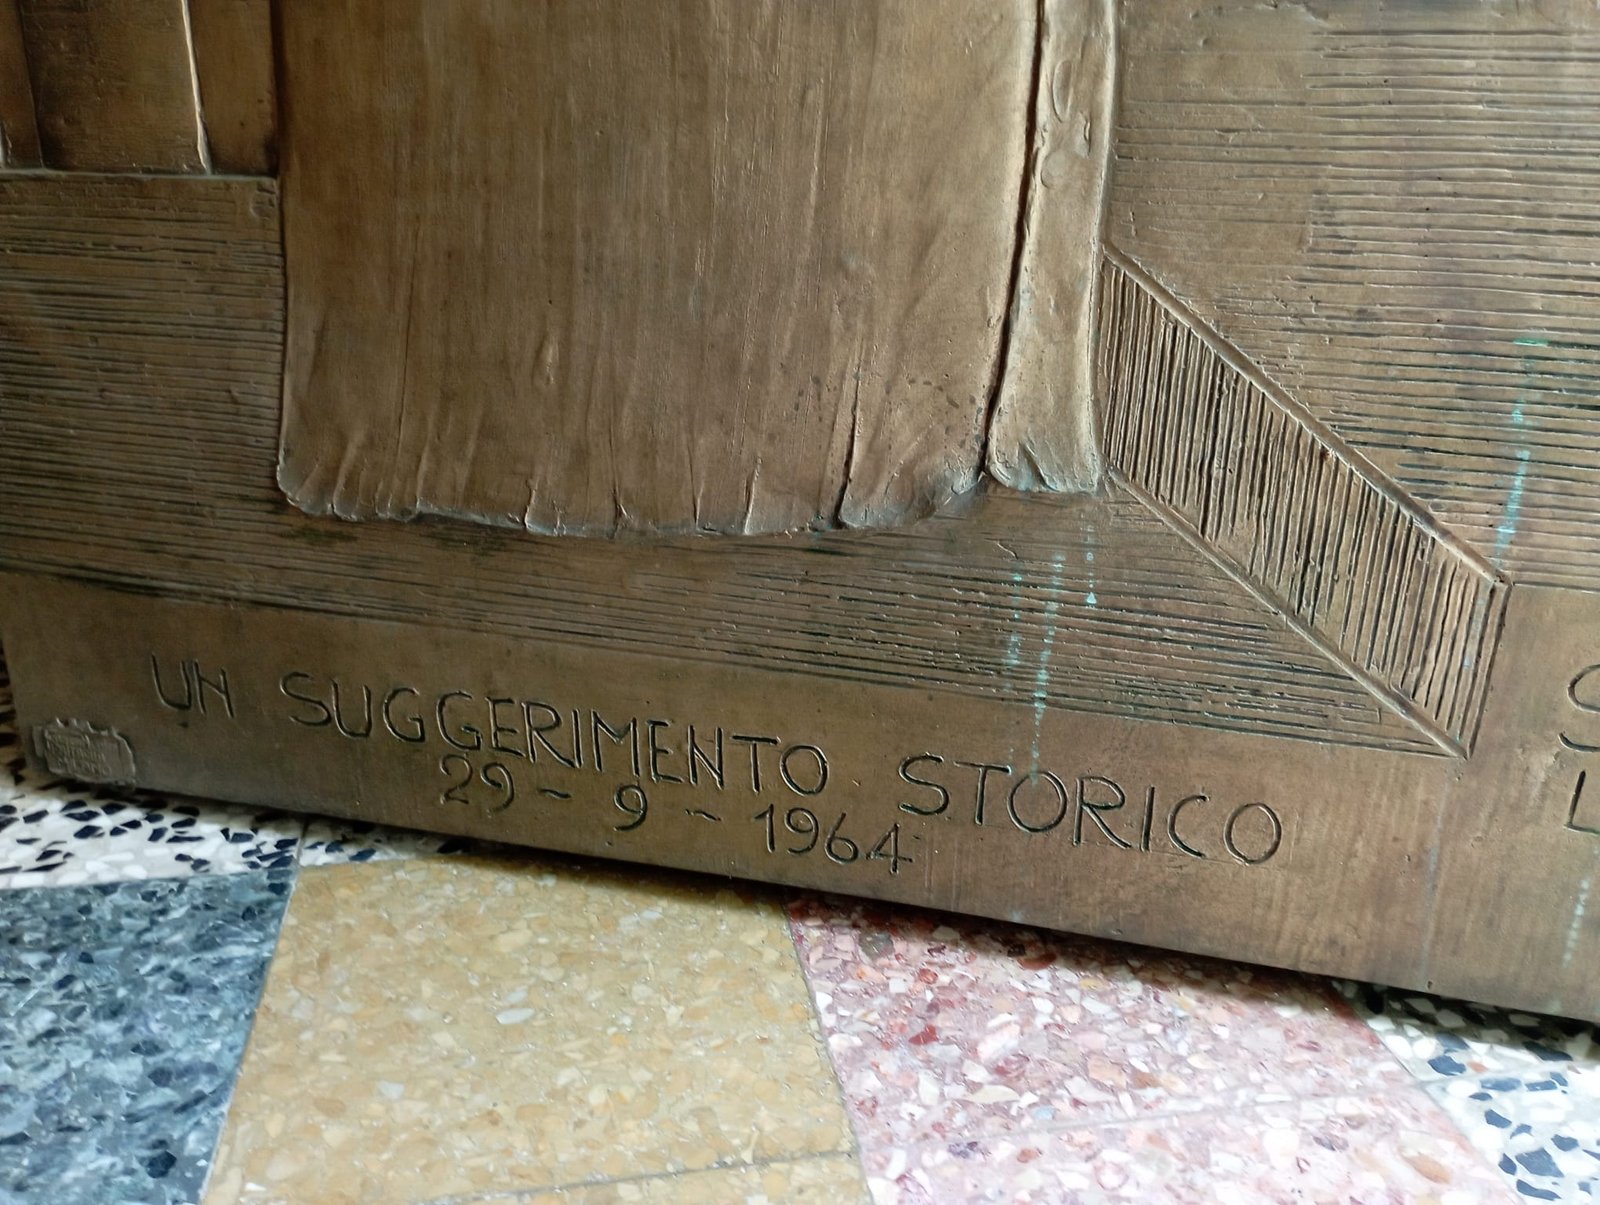 UN SUGGERIMENTO STORICO
29 - 9 - 1964